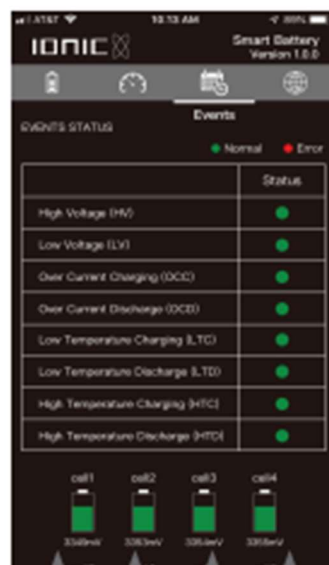 AT&T
10:13 AM
IONIC
Smart Battery
Version 1.0.0
Events
EVENTS STATUS
Normal Error
Status
High Voltage (HV)
Low Voltage (LV)
Over Current Charging (OCC)
Over Current Discharge (OCD)
Low Temperature Charging (LTC)
Low Temperature Discharge (LTD)
High Temperature Charging (HTC)
High Temperature Discharge (HTD)
cell1 cell2 cell3 cell4